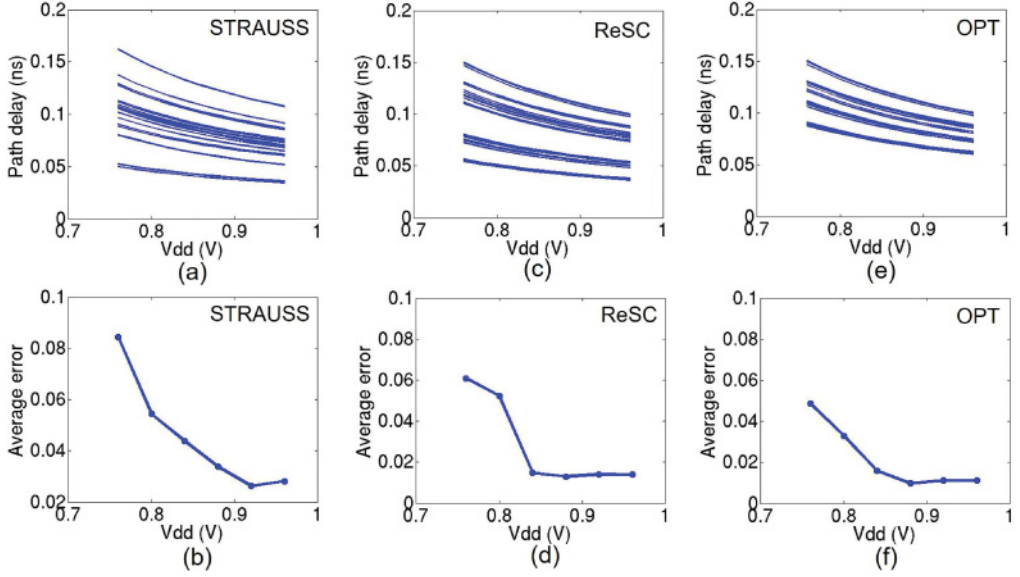 STRAUSS
Path delay (ns)
0.2
0.15
0.1
0.05
0
0.7
0.8
0.9
1
Vdd (V)
(a)
ReSC
Path delay (ns)
0.2
0.15
0.1
0.05
0
0.7
0.8
0.9
1
Vdd (V)
(c)
OPT
Path delay (ns)
0.2
0.15
0.1
0.05
0
0.7
0.8
0.9
1
Vdd (V)
(e)
STRAUSS
Average error
0.1
0.08
0.06
0.04
0.02
0.7
0.8
0.9
1
Vdd (V)
(b)
ReSC
Average error
0.1
0.08
0.06
0.04
0.02
0
0.7
0.8
0.9
1
Vdd (V)
(d)
OPT
Average error
0.1
0.08
0.06
0.04
0.02
0
0.7
0.8
0.9
1
Vdd (V)
(f)